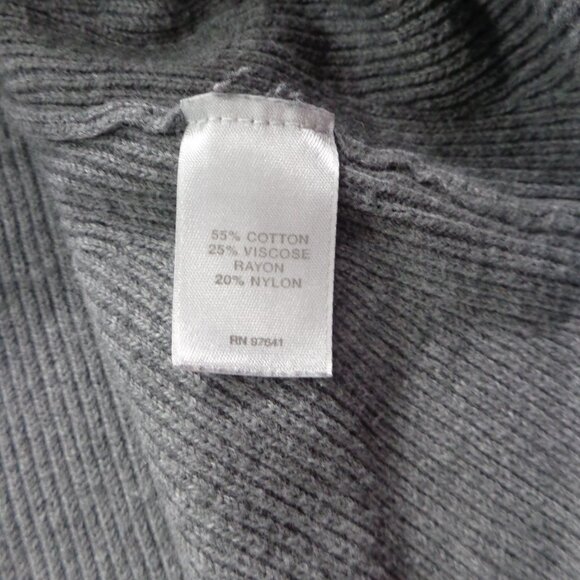 55% COTTON
25% VISCOSE
RAYON
20% NYLON
RN 97641